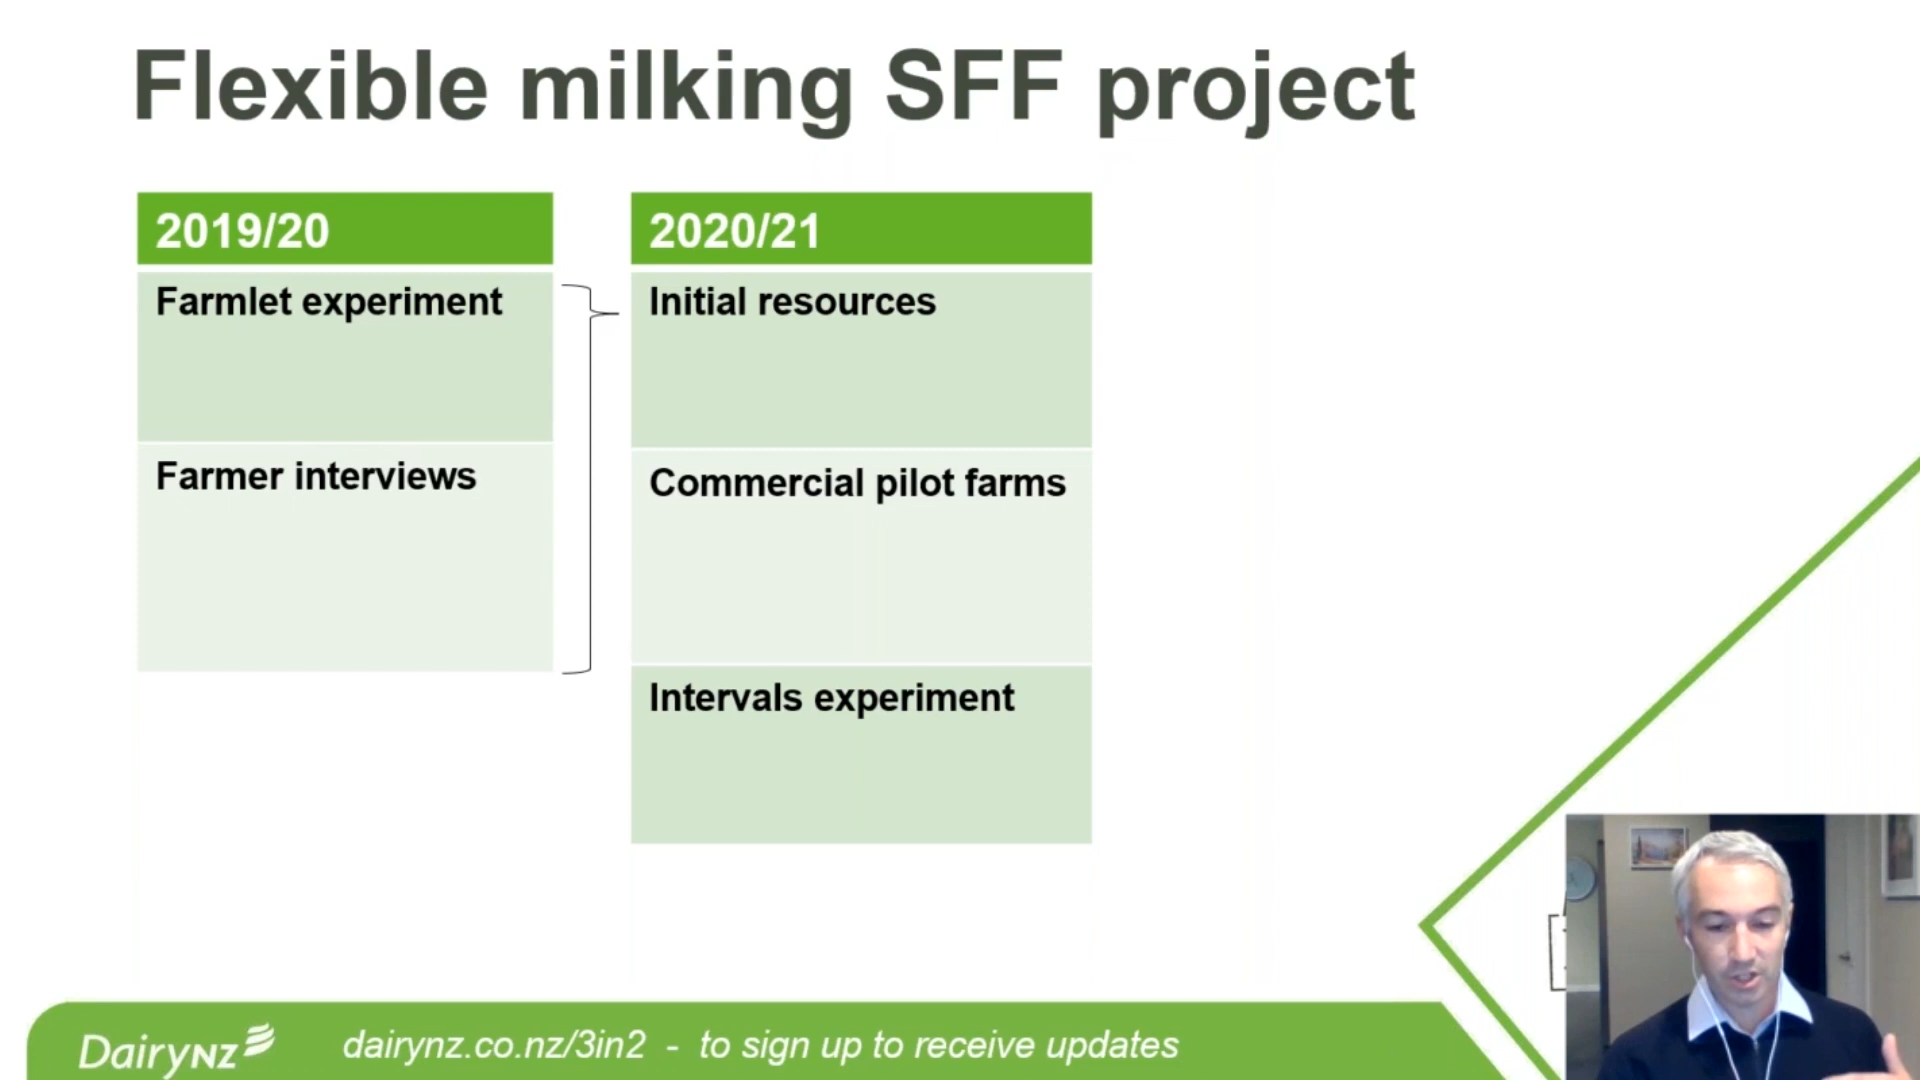 Flexible milking SFF project
2019/20
Farmlet experiment
Farmer interviews
2020/21
Initial resources
Commercial pilot farms
Intervals experiment
DairyNZ
dairynz.co.nz/3in2 - to sign up to receive updates